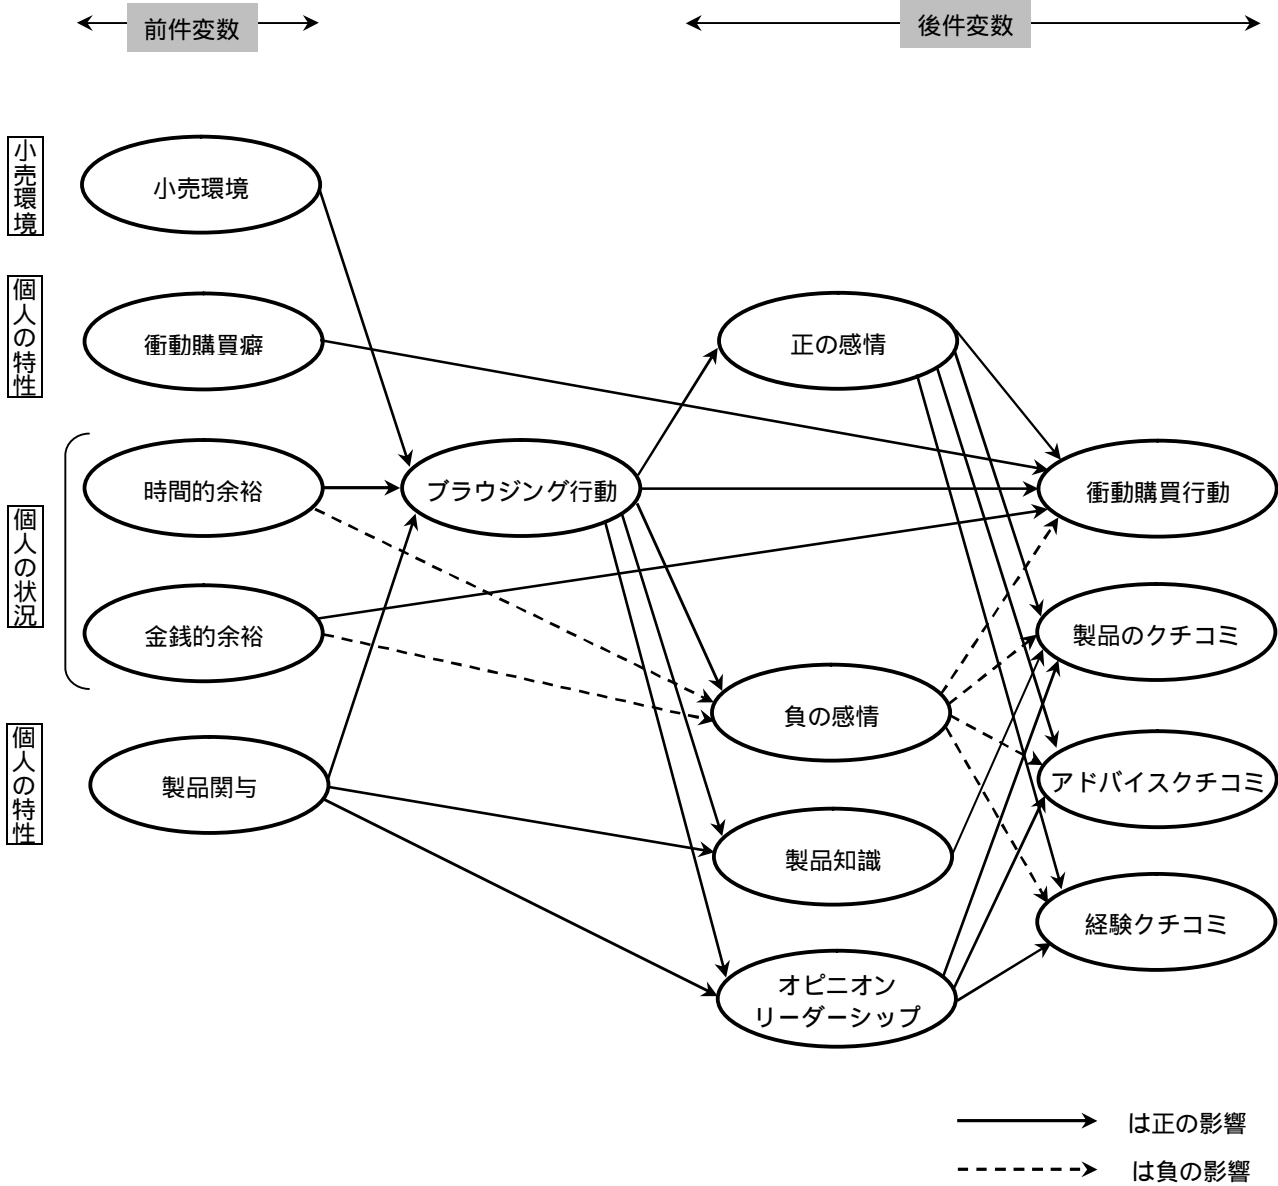 前件変数
後件変数
小売環境
小売環境
個人の特性
衝動購買癖
正の感情
個人の状況
時間的余裕
ブラウジング行動
衝動購買行動
金銭的余裕
製品のクチコミ
個人の特性
製品関与
負の感情
アドバイスクチコミ
製品知識
経験クチコミ
オピニオン
リーダーシップ
は正の影響
は負の影響